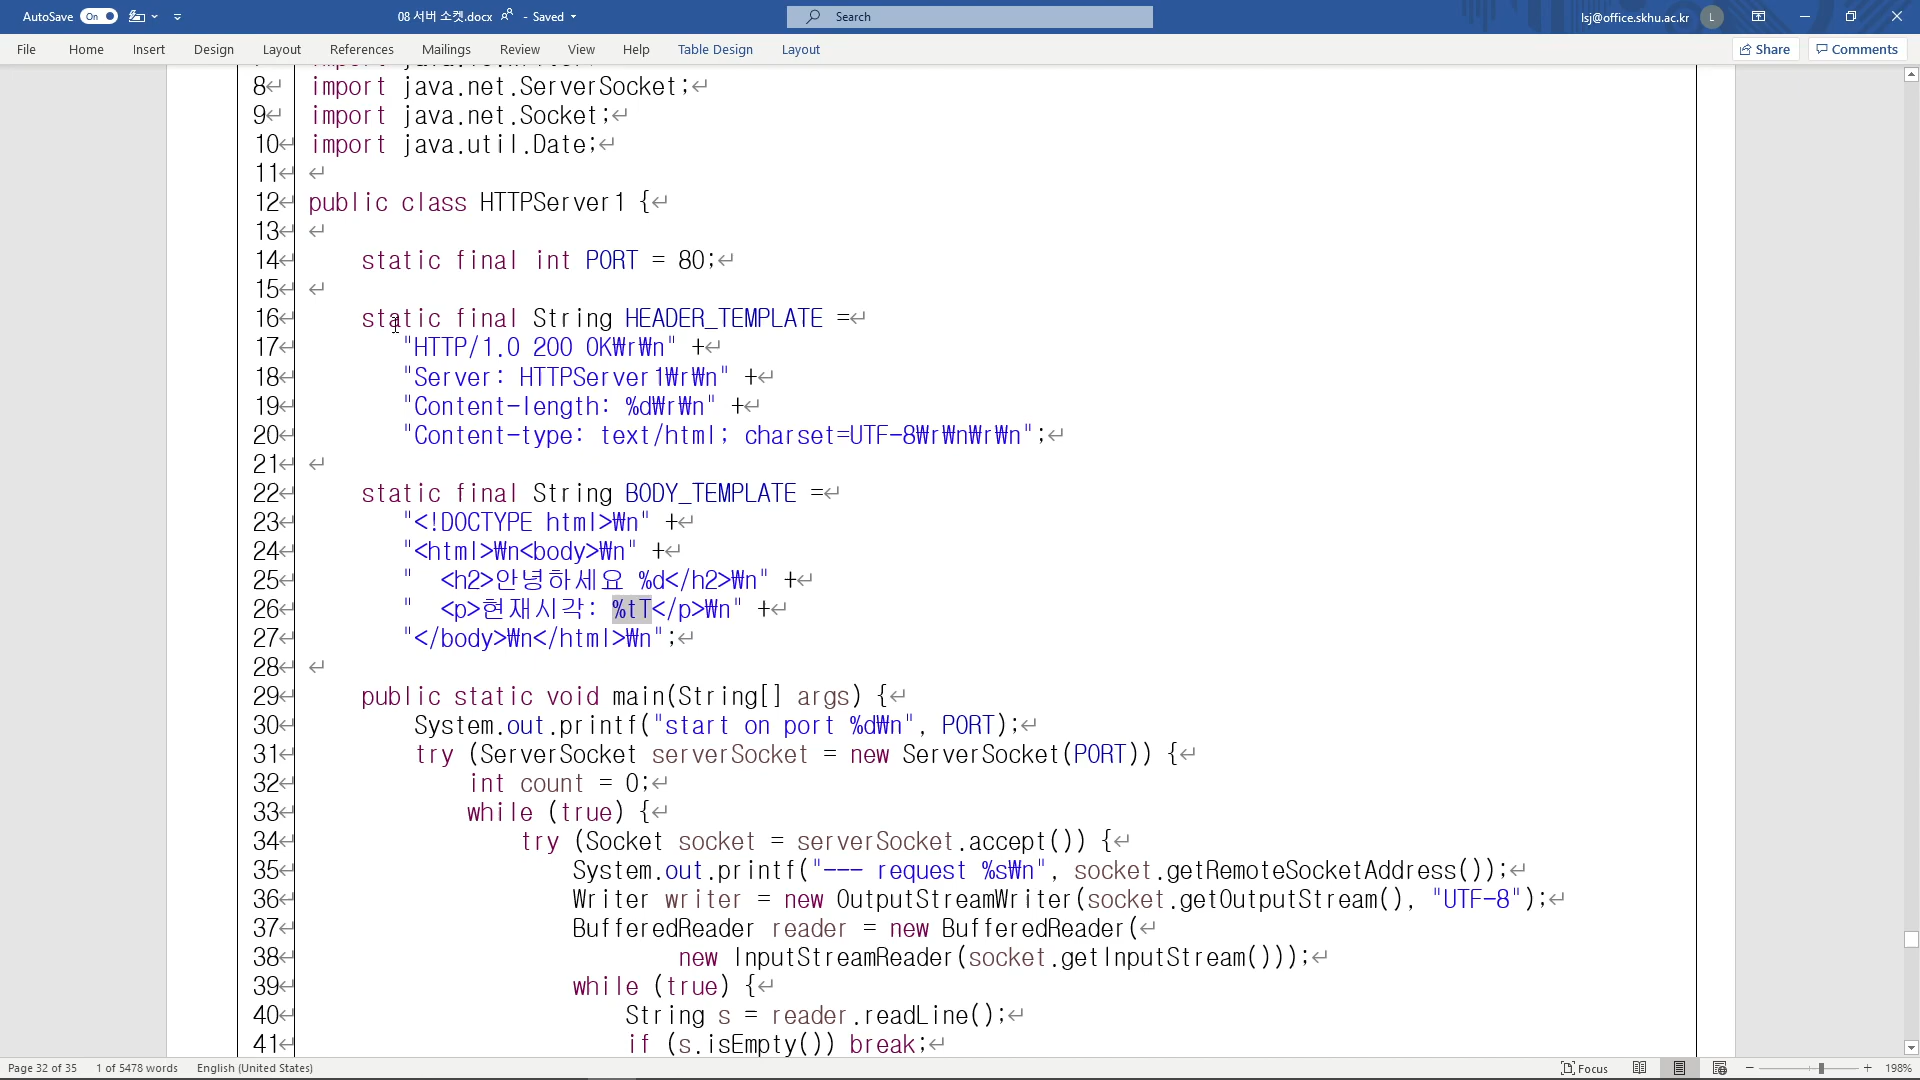 AutoSave On 08 서버 소켓.docx - Saved Search lsj@office.skhu.ac.kr L
File Home Insert Design Layout References Mailings Review View Help Table Design Layout Share Comments
8↵ import java.net.ServerSocket;↵
9↵ import java.net.Socket;↵
10↵ import java.util.Date;↵
11↵ ↵
12↵ public class HTTPServer1 {↵
13↵ ↵
14↵ static final int PORT = 80;↵
15↵ ↵
16↵ static final String HEADER_TEMPLATE =↵
17↵ "HTTP/1.0 200 OK₩r₩n" +↵
18↵ "Server: HTTPServer1₩r₩n" +↵
19↵ "Content-length: %d₩r₩n" +↵
20↵ "Content-type: text/html; charset=UTF-8₩r₩n₩r₩n";↵
21↵ ↵
22↵ static final String BODY_TEMPLATE =↵
23↵ "<!DOCTYPE html>₩n" +↵
24↵ "<html>₩n<body>₩n" +↵
25↵ "  <h2>안녕하세요 %d</h2>₩n" +↵
26↵ "  <p>현재시각: %tT</p>₩n" +↵
27↵ "</body>₩n</html>₩n";↵
28↵ ↵
29↵ public static void main(String[] args) {↵
30↵ System.out.printf("start on port %d₩n", PORT);↵
31↵ try (ServerSocket serverSocket = new ServerSocket(PORT)) {↵
32↵ int count = 0;↵
33↵ while (true) {↵
34↵ try (Socket socket = serverSocket.accept()) {↵
35↵ System.out.printf("--- request %s₩n", socket.getRemoteSocketAddress());↵
36↵ Writer writer = new OutputStreamWriter(socket.getOutputStream(), "UTF-8");↵
37↵ BufferedReader reader = new BufferedReader(↵
38↵ new InputStreamReader(socket.getInputStream()));↵
39↵ while (true) {↵
40↵ String s = reader.readLine();↵
41↵ if (s.isEmpty()) break;↵
Page 32 of 35 1 of 5478 words English (United States) Focus 198%